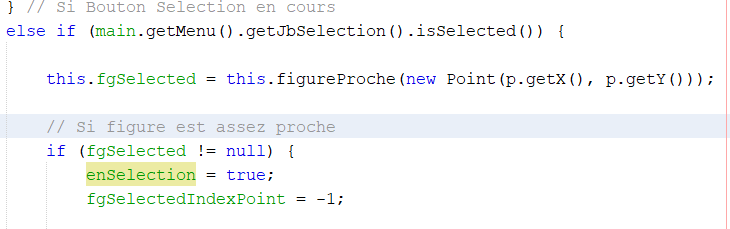 } // Si Bouton Selection en cours
else if (main.getMenu().getJbSelection().isSelected()) {
this.fgSelected = this.figureProche(new Point(p.getX(), p.getY()));
// Si figure est assez proche
if (fgSelected != null) {
enSelection = true;
fgSelectedIndexPoint = -1;